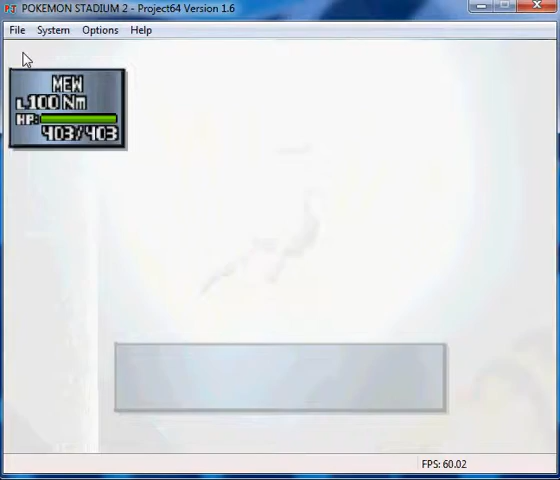 POKEMON STADIUM 2 - Project64 Version 1.6
File System Options Help
MEW
L100 Nm
HP:
403/403
FPS: 60.02